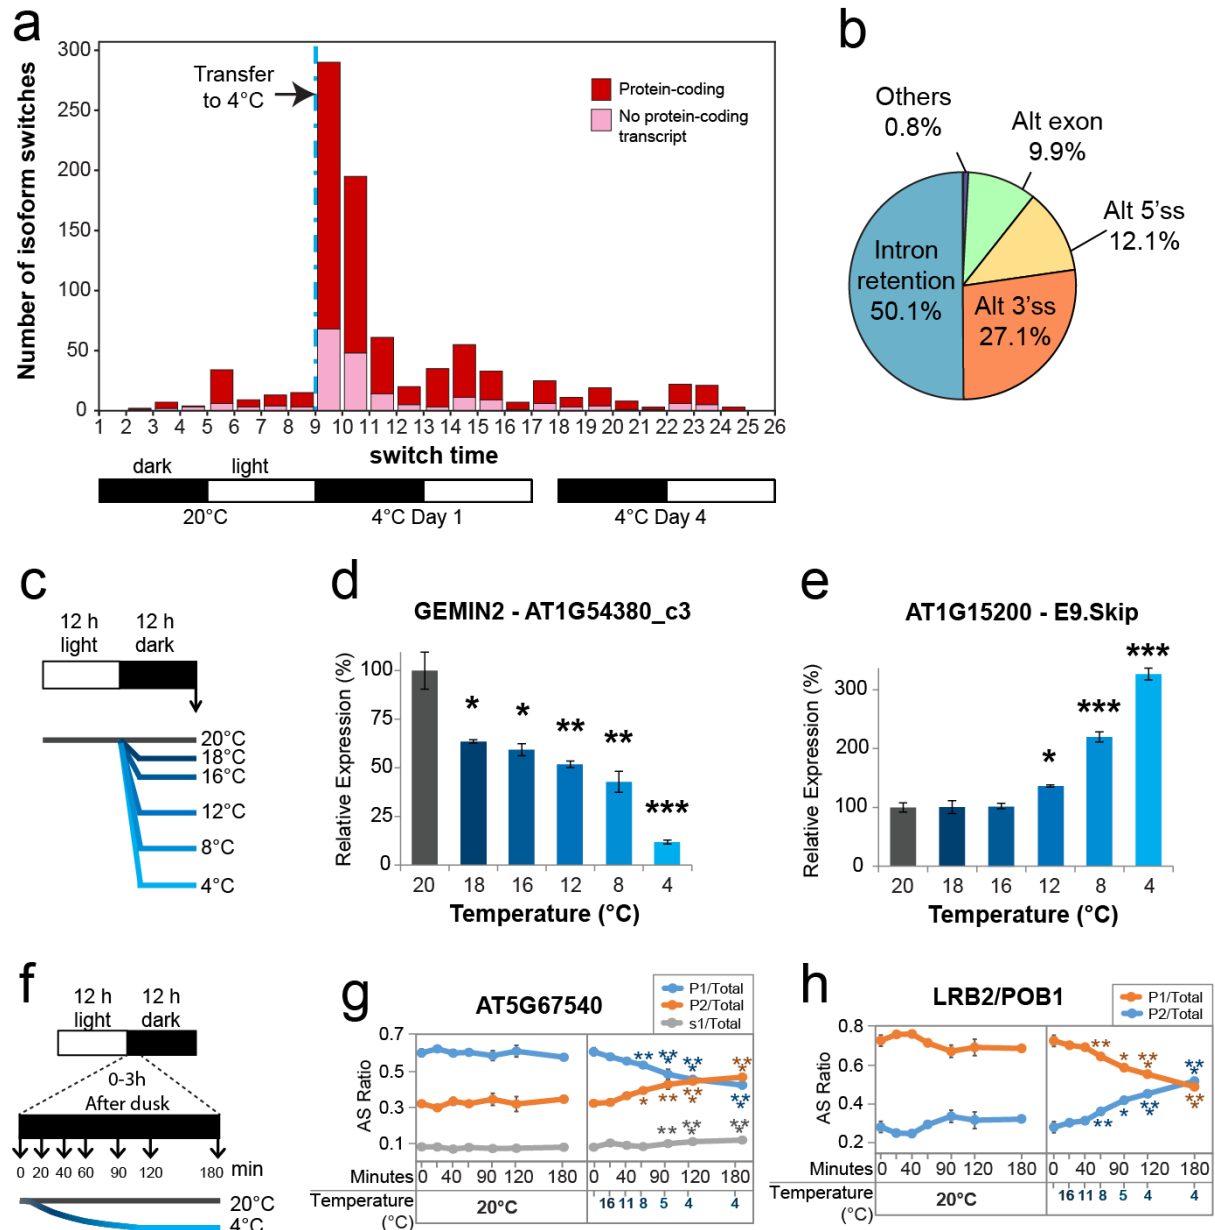 a
Number of isoform switches
300
250
200
150
100
50
0
Transfer
to 4°C
Protein-coding
No protein-coding
transcript
1 2 3 4 5 6 7 8 9 10 11 12 13 14 15 16 17 18 19 20 21 22 23 24 25 26
switch time
dark light
20°C 4°C Day 1 4°C Day 4
b
Others
0.8%
Alt exon
9.9%
Alt 5'ss
12.1%
Intron
retention
50.1%
Alt 3'ss
27.1%
c
12 h
light
12 h
dark
20°C
18°C
16°C
12°C
8°C
4°C
d
GEMIN2 - AT1G54380_c3
Relative Expression (%)
100
75
50
25
0
* * ** ** ***
20 18 16 12 8 4
Temperature (°C)
e
AT1G15200 - E9.Skip
Relative Expression (%)
300
200
100
0
* *** ***
20 18 16 12 8 4
Temperature (°C)
f
12 h
light
12 h
dark
0-3h
After dusk
0 20 40 60 90 120 180 min
20°C
4°C
g
AT5G67540
P1/Total
P2/Total
s1/Total
AS Ratio
0.7
0.5
0.3
0.1
** *** *** ***
* ** *** ***
** *** ***
Minutes 0 40 80 120 180 0 40 80 120 180
Temperature
(°C)
20°C
16 11 8 5 4 4
h
LRB2/POB1
P1/Total
P2/Total
AS Ratio
0.8
0.6
0.4
0.2
** * *** ***
** * *** ***
Minutes 0 40 80 120 180 0 40 80 120 180
Temperature
(°C)
20°C
16 11 8 5 4 4